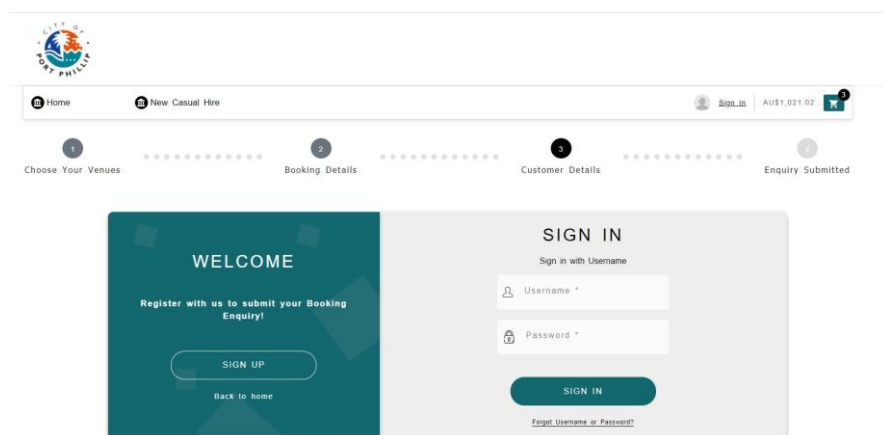 CITY OF
PORT PHILLIP
Home
New Casual Hire
Sign in
AU$1,021.02
3
1
2
3
4
Choose Your Venues
Booking Details
Customer Details
Enquiry Submitted
WELCOME
Register with us to submit your Booking
Enquiry!
SIGN UP
Back to home
SIGN IN
Sign in with Username
Username *
Password *
SIGN IN
Forgot Username or Password?